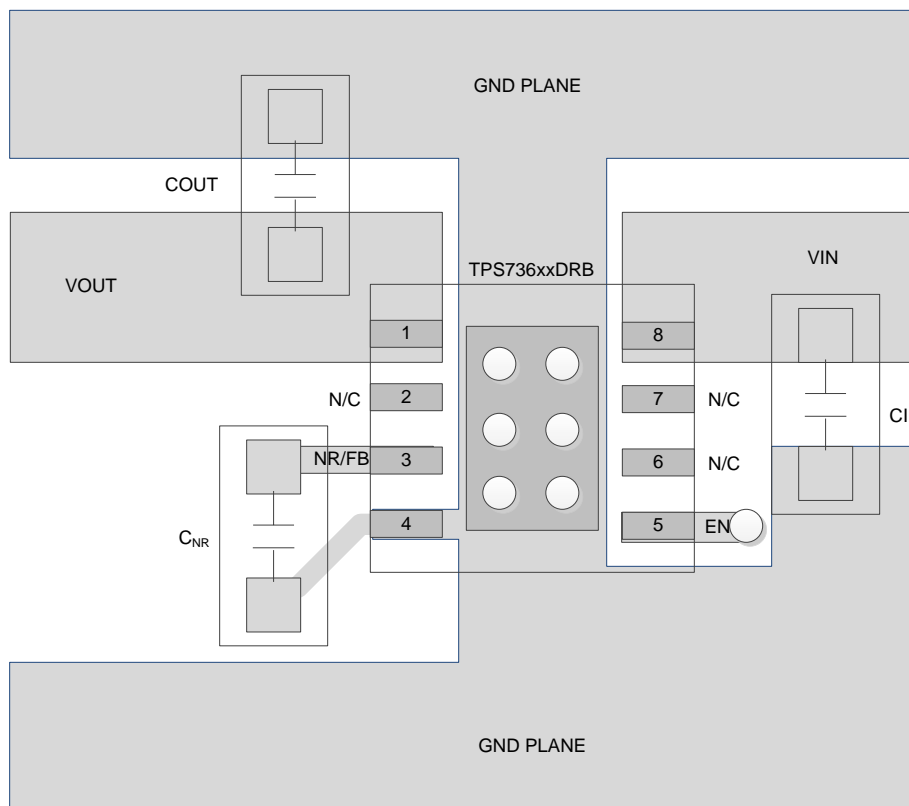 GND PLANE
COUT
TPS736xxDRB
VIN
VOUT
1
8
N/C
2
7
N/C
CI
NR/FB
3
6
N/C
4
5
EN
CNR
GND PLANE